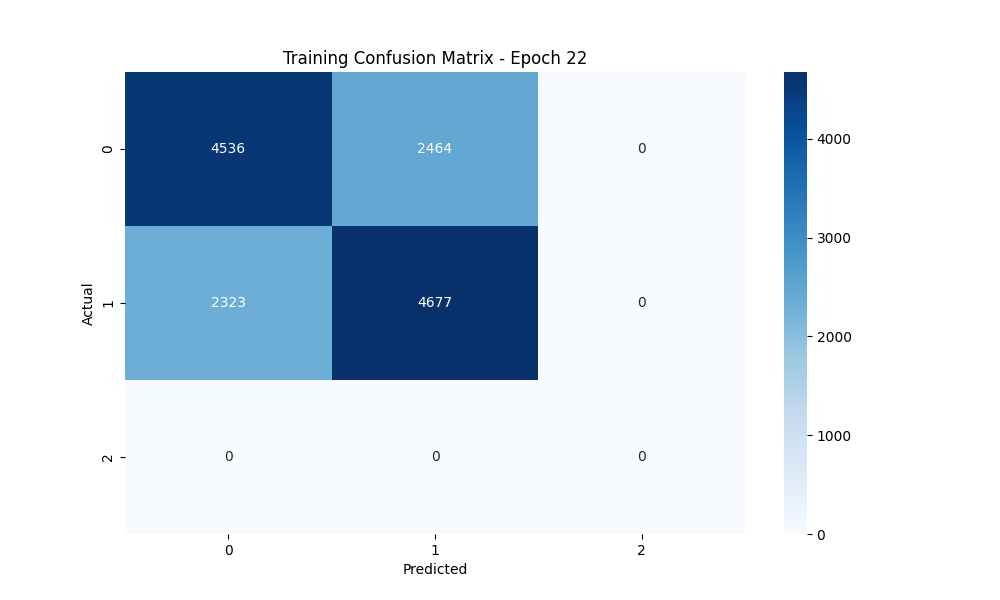 Training Confusion Matrix - Epoch 22
0 4536 2464 0
1 2323 4677 0
2 0 0 0
0 1 2
Actual
Predicted
4000
3000
2000
1000
0